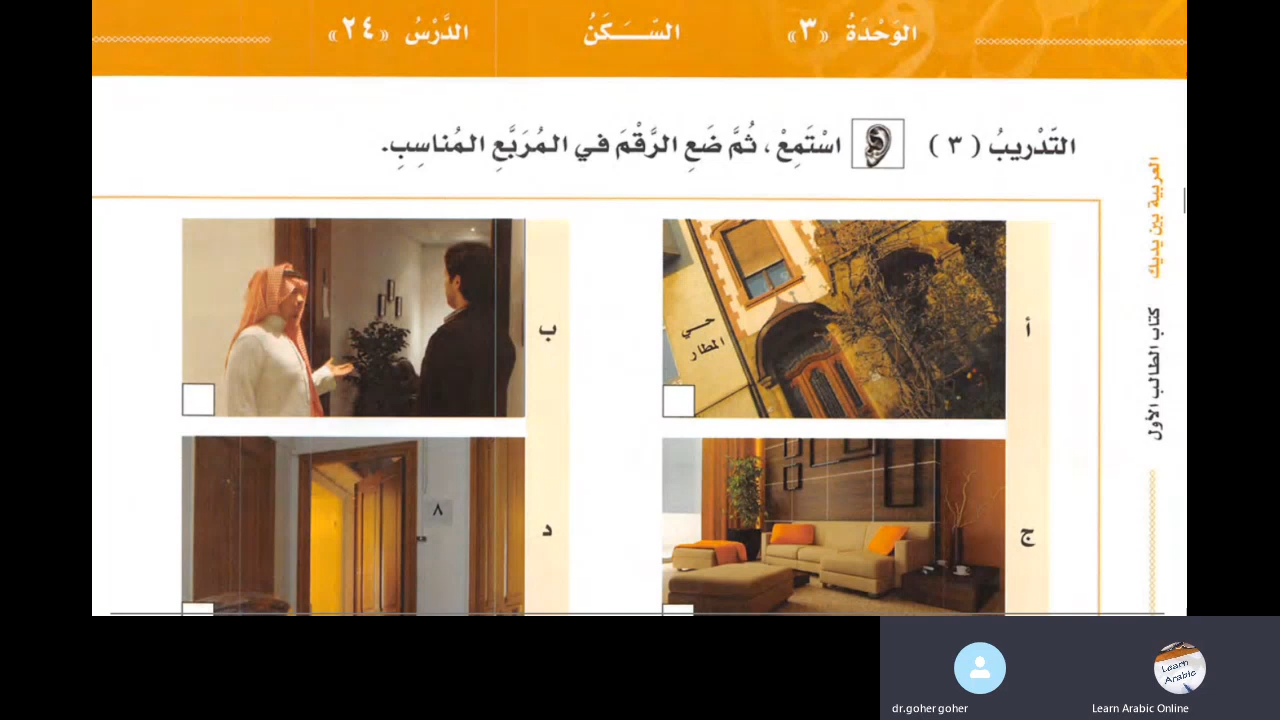 الوَحْدَةُ «٣»
السَّـــكَنُ
الدَّرْسُ «٢٤»
التَّدْريبُ ( ٣ )
اسْتَمِعْ ، ثُمَّ ضَعِ الرَّقْمَ في المُرَبَّعِ المُناسِبِ.
العربية بين يديك
كتاب الطالب الأول
أ
حي
المطار
ب
ج
د
٨
dr.goher goher
Learn
Arabic
Learn Arabic Online